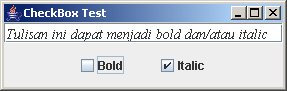 CheckBox Test
Tulisan ini dapat menjadi bold dan/atau italic
Bold Italic